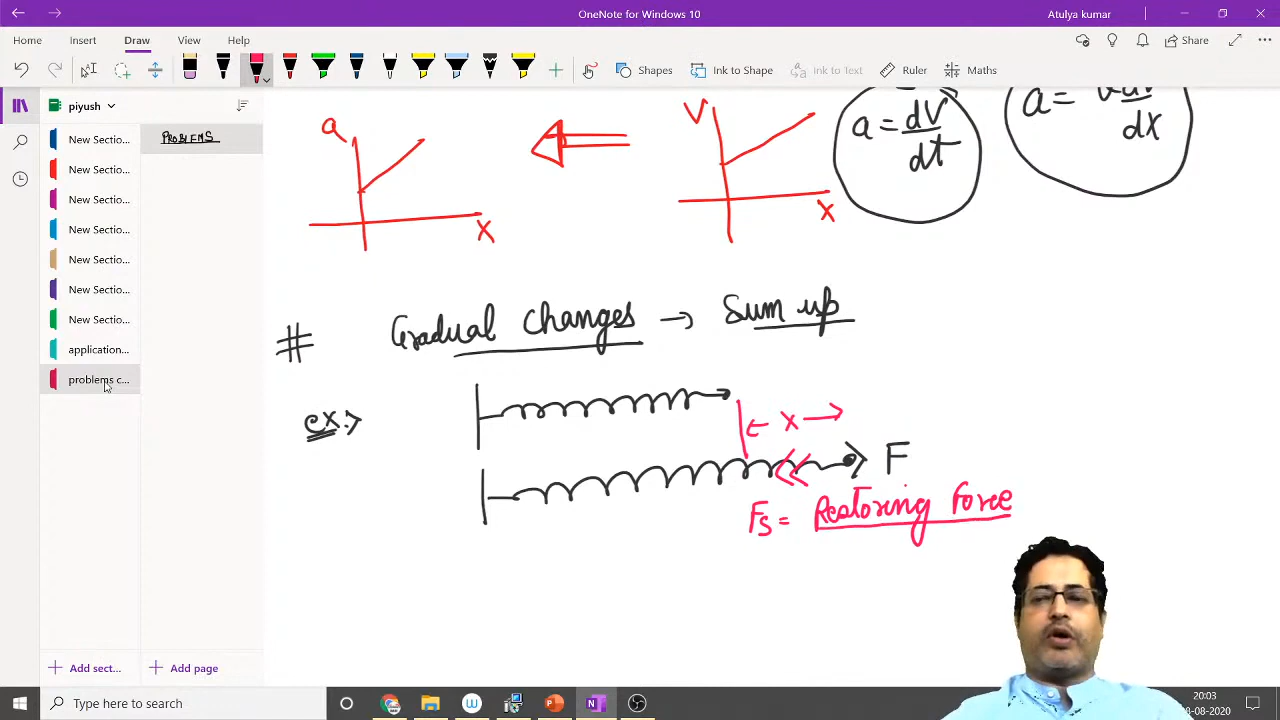 OneNote for Windows 10
Atulya kumar
Home
Insert
Draw
View
Help
Share
Shapes
Ink to Shape
Ink to Text
Ruler
Maths
piyush
New Sectio...
New Sectio...
New Sectio...
New Sectio...
New Sectio...
New Sectio...
New Sectio...
application...
problems c...
Add sect...
PROBLEMS
Add page
a
x
V
x
a = dV
dt
a =
dx
# Gradual changes → Sum up
ex:→
x
F
Fs = Restoring force
Type here to search
20:03
-08-2020